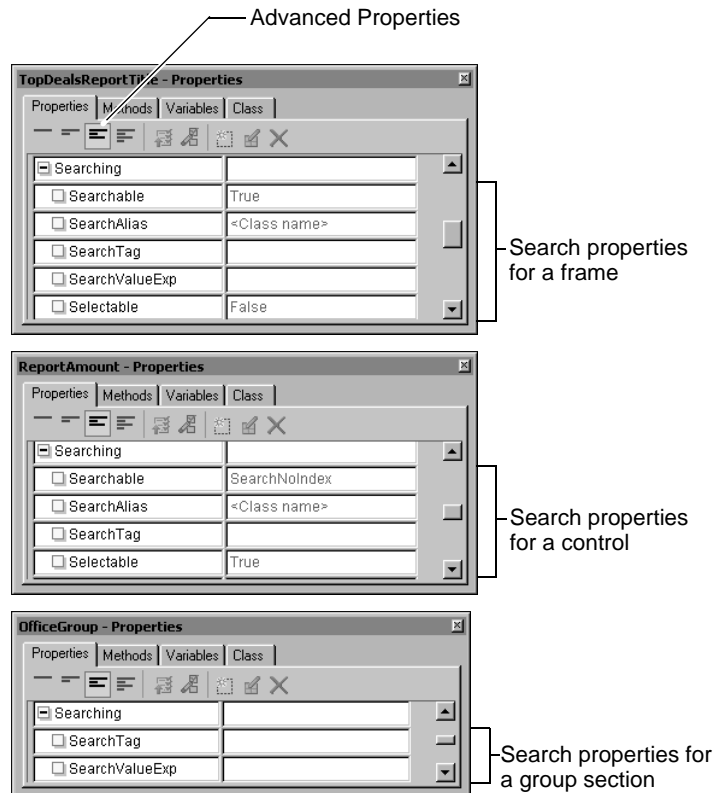 Advanced Properties
TopDealsReportTitle - Properties
Properties Methods Variables Class
Searching
Searchable True
SearchAlias <Class name>
SearchTag
SearchValueExp
Selectable False
Search properties
for a frame
ReportAmount - Properties
Properties Methods Variables Class
Searching
Searchable SearchNoIndex
SearchAlias <Class name>
SearchTag
Selectable True
Search properties
for a control
OfficeGroup - Properties
Properties Methods Variables Class
Searching
SearchTag
SearchValueExp
Search properties for
a group section